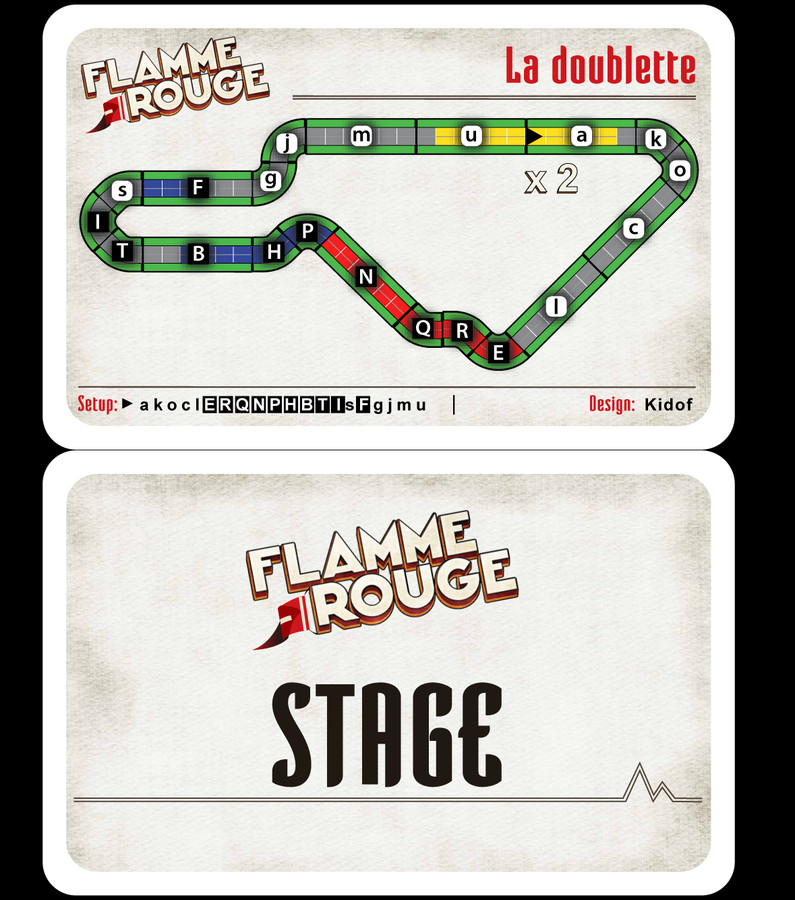 FLAMME
ROUGE
La doublette
j m u a k
s F g o
x 2
I P c
T B H
N l
Q R E
Setup: ▶ a k o c l E R Q N P H B T I s F g j m u | Design: Kidof
FLAMME
ROUGE
STAGE